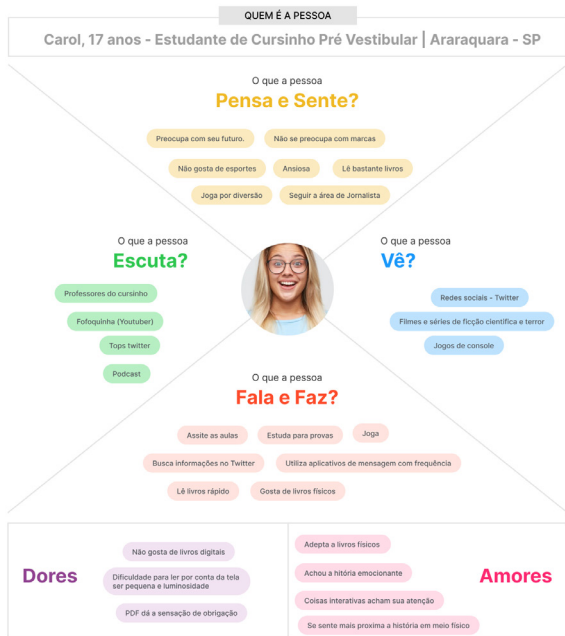 QUEM É A PESSOA
Carol, 17 anos - Estudante de Cursinho Pré Vestibular | Araraquara - SP
O que a pessoa
Pensa e Sente?
Preocupa com seu futuro.
Não se preocupa com marcas
Não gosta de esportes
Ansiosa
Lê bastante livros
Joga por diversão
Seguir a área de Jornalista
O que a pessoa
Escuta?
Professores do cursinho
Fofoquinha (Youtuber)
Tops twitter
Podcast
O que a pessoa
Vê?
Redes sociais - Twitter
Filmes e séries de ficção científica e terror
Jogos de console
O que a pessoa
Fala e Faz?
Assite as aulas
Estuda para provas
Joga
Busca informações no Twitter
Utiliza aplicativos de mensagem com frequência
Lê livros rápido
Gosta de livros físicos
Dores
Não gosta de livros digitais
Dificuldade para ler por conta da tela
ser pequena e luminosidade
PDF dá a sensação de obrigação
Amores
Adepta a livros físicos
Achou a hitória emocionante
Coisas interativas acham sua atenção
Se sente mais proxima a história em meio físico